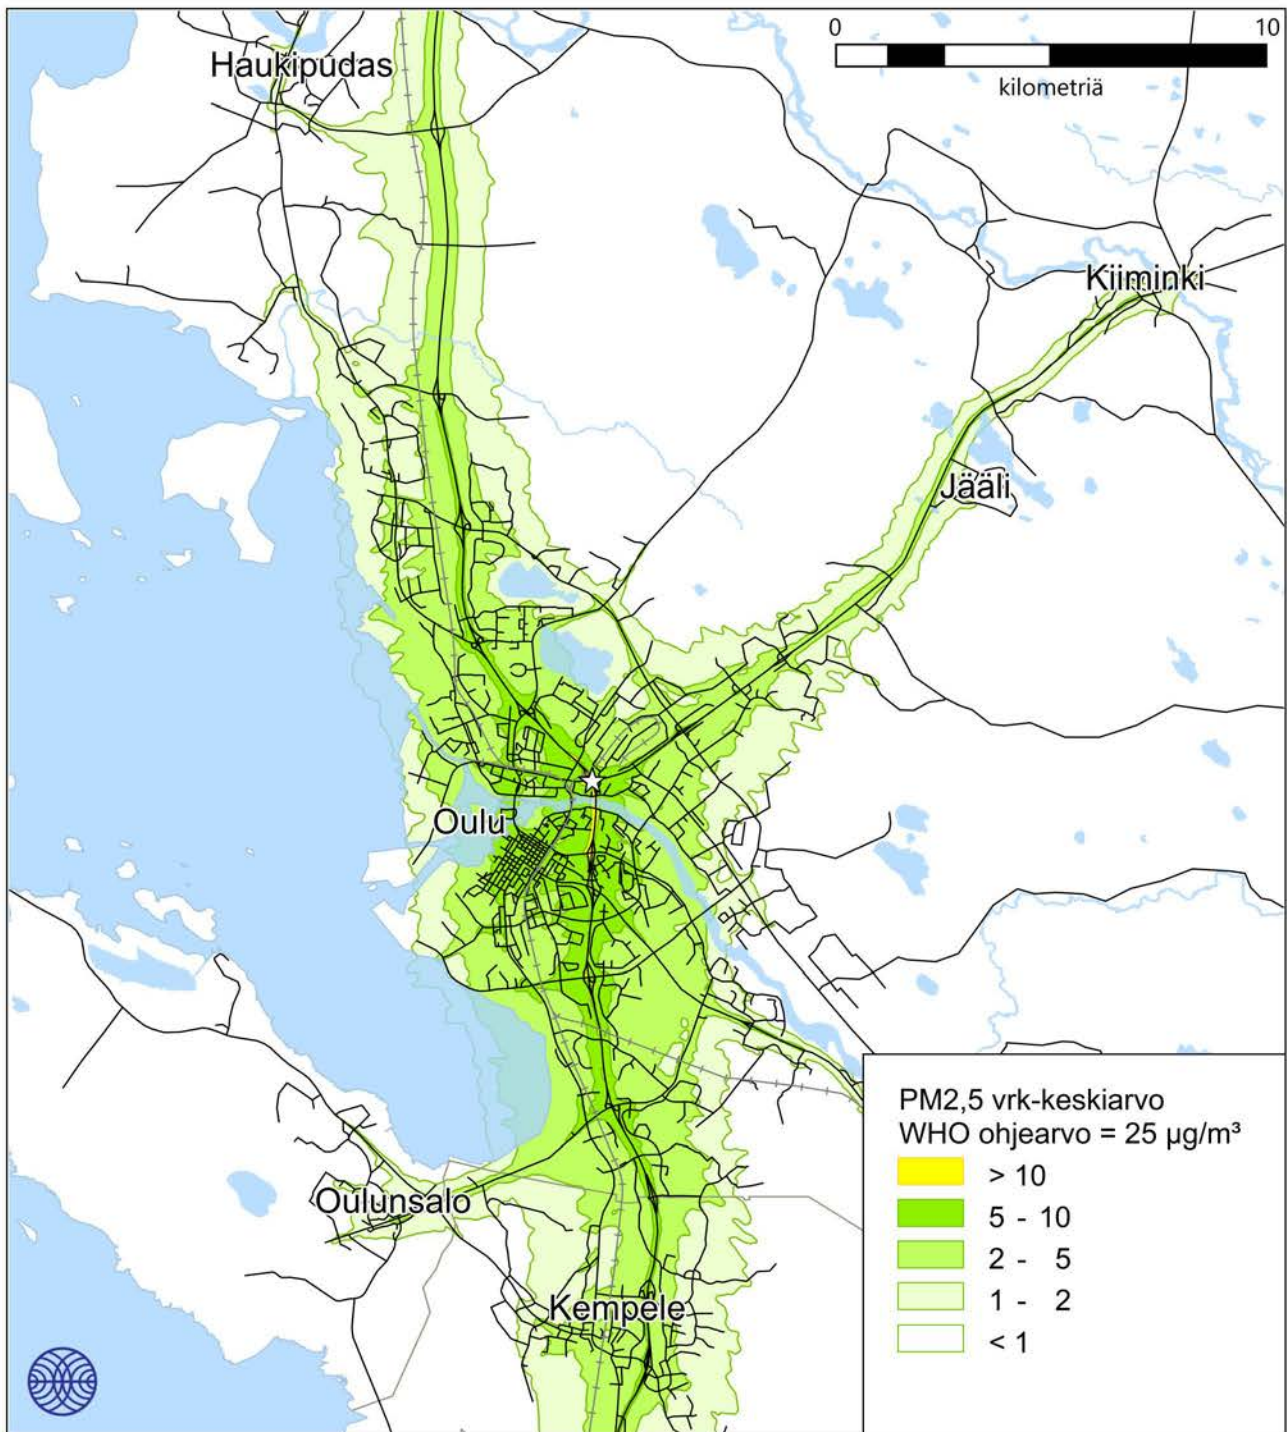 0 10
kilometriä
Haukipudas
Kiiminki
Jääli
Oulu
Oulunsalo
Kempele
PM2,5 vrk-keskiarvo
WHO ohjearvo = 25 µg/m³
> 10
5 - 10
2 - 5
1 - 2
< 1